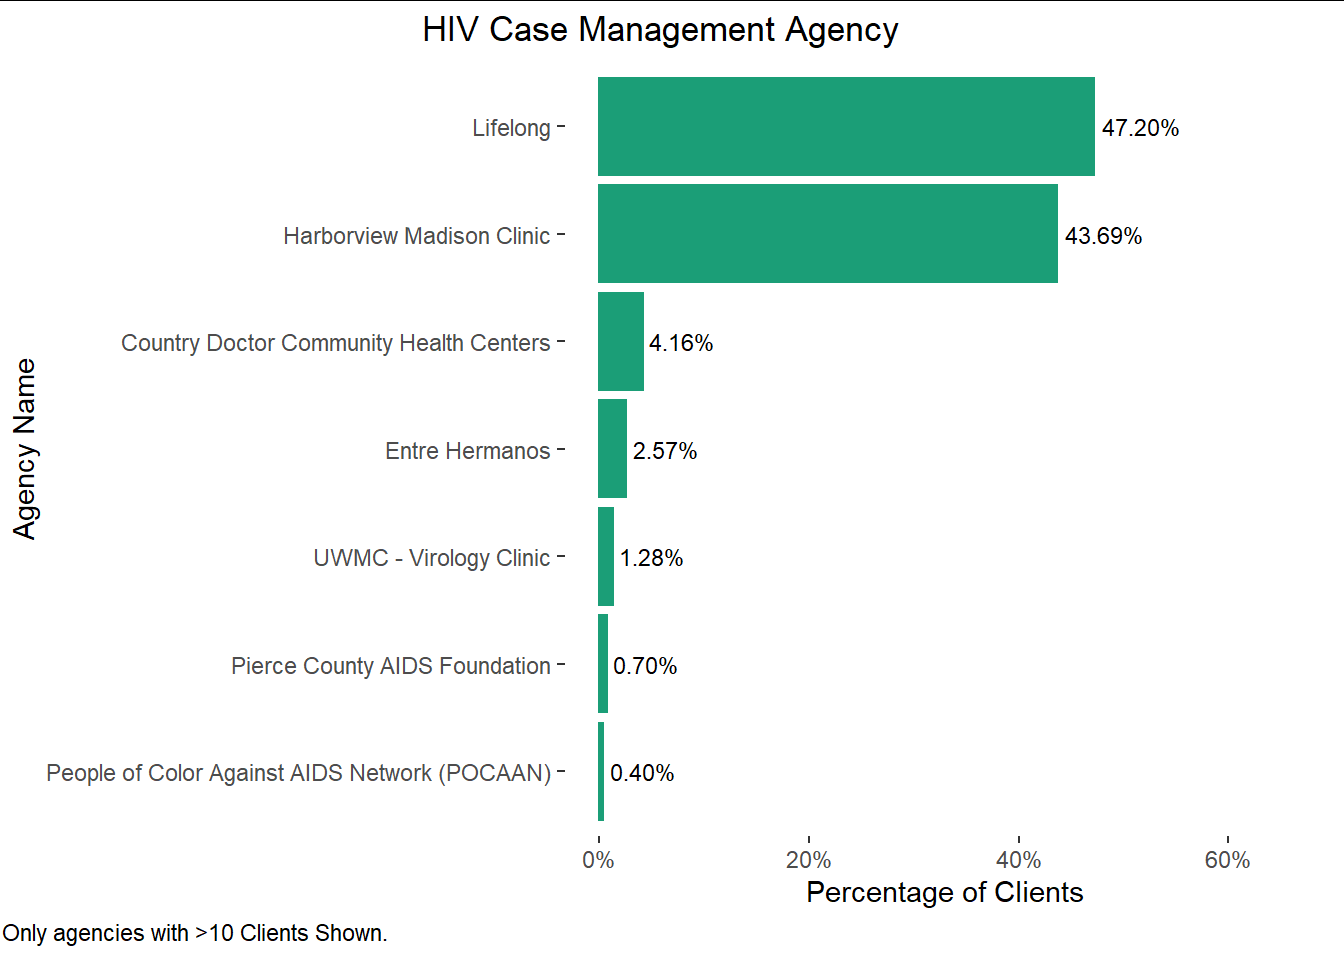 HIV Case Management Agency
Lifelong
47.20%
Harborview Madison Clinic
43.69%
Country Doctor Community Health Centers
4.16%
Entre Hermanos
2.57%
UWMC - Virology Clinic
1.28%
Pierce County AIDS Foundation
0.70%
People of Color Against AIDS Network (POCAAN)
0.40%
Agency Name
0%
20%
40%
60%
Percentage of Clients
Only agencies with >10 Clients Shown.